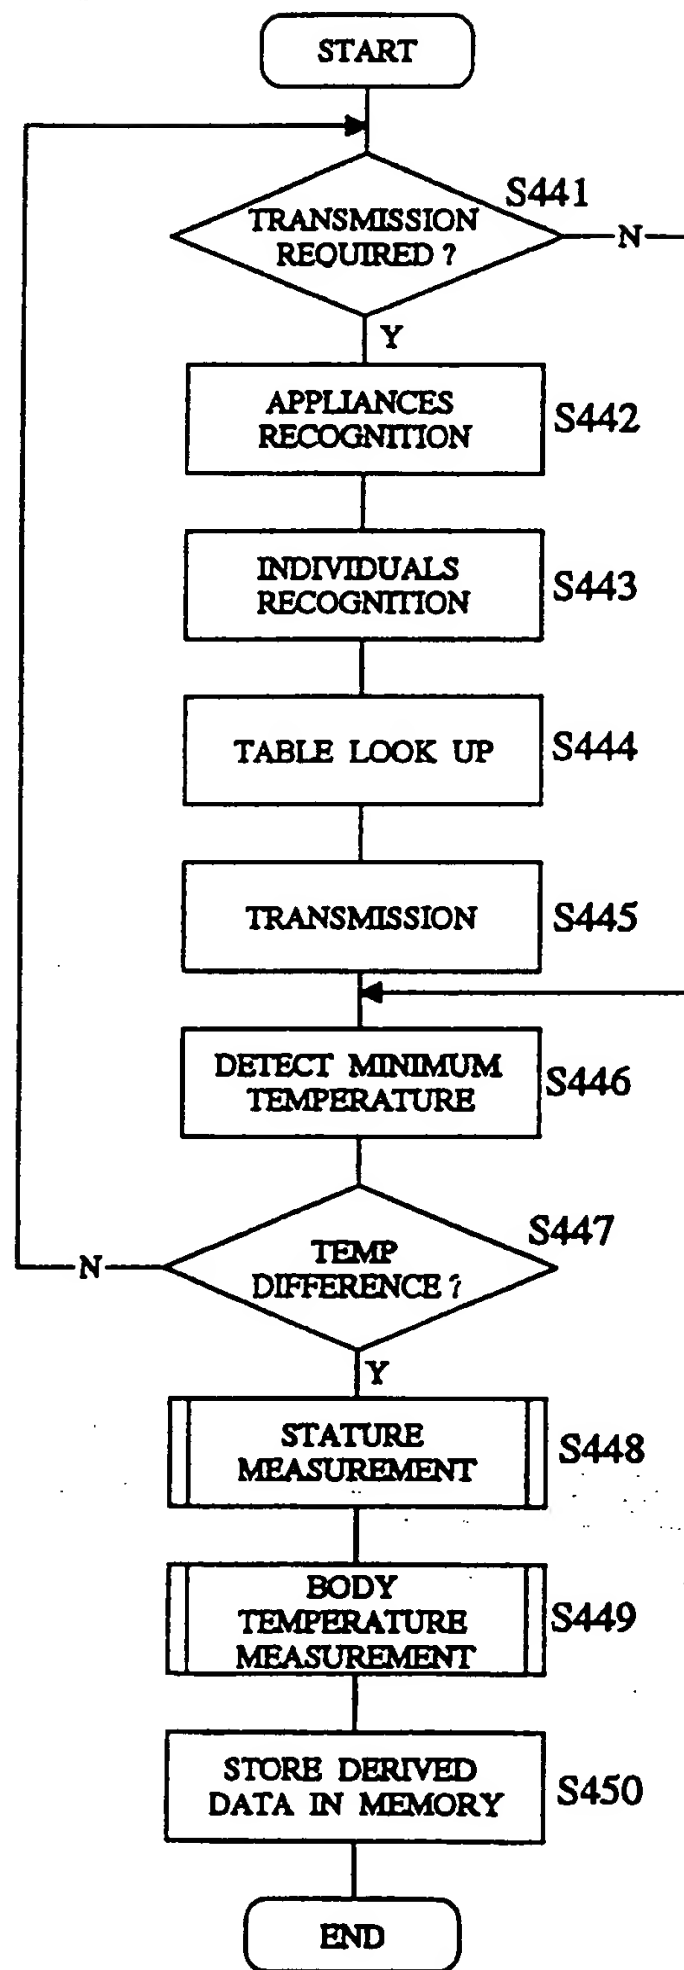 START
S441
TRANSMISSION
REQUIRED ?
N
Y
APPLIANCES
RECOGNITION
S442
INDIVIDUALS
RECOGNITION
S443
TABLE LOOK UP
S444
TRANSMISSION
S445
DETECT MINIMUM
TEMPERATURE
S446
S447
TEMP
DIFFERENCE ?
N
Y
STATURE
MEASUREMENT
S448
BODY
TEMPERATURE
MEASUREMENT
S449
STORE DERIVED
DATA IN MEMORY
S450
END